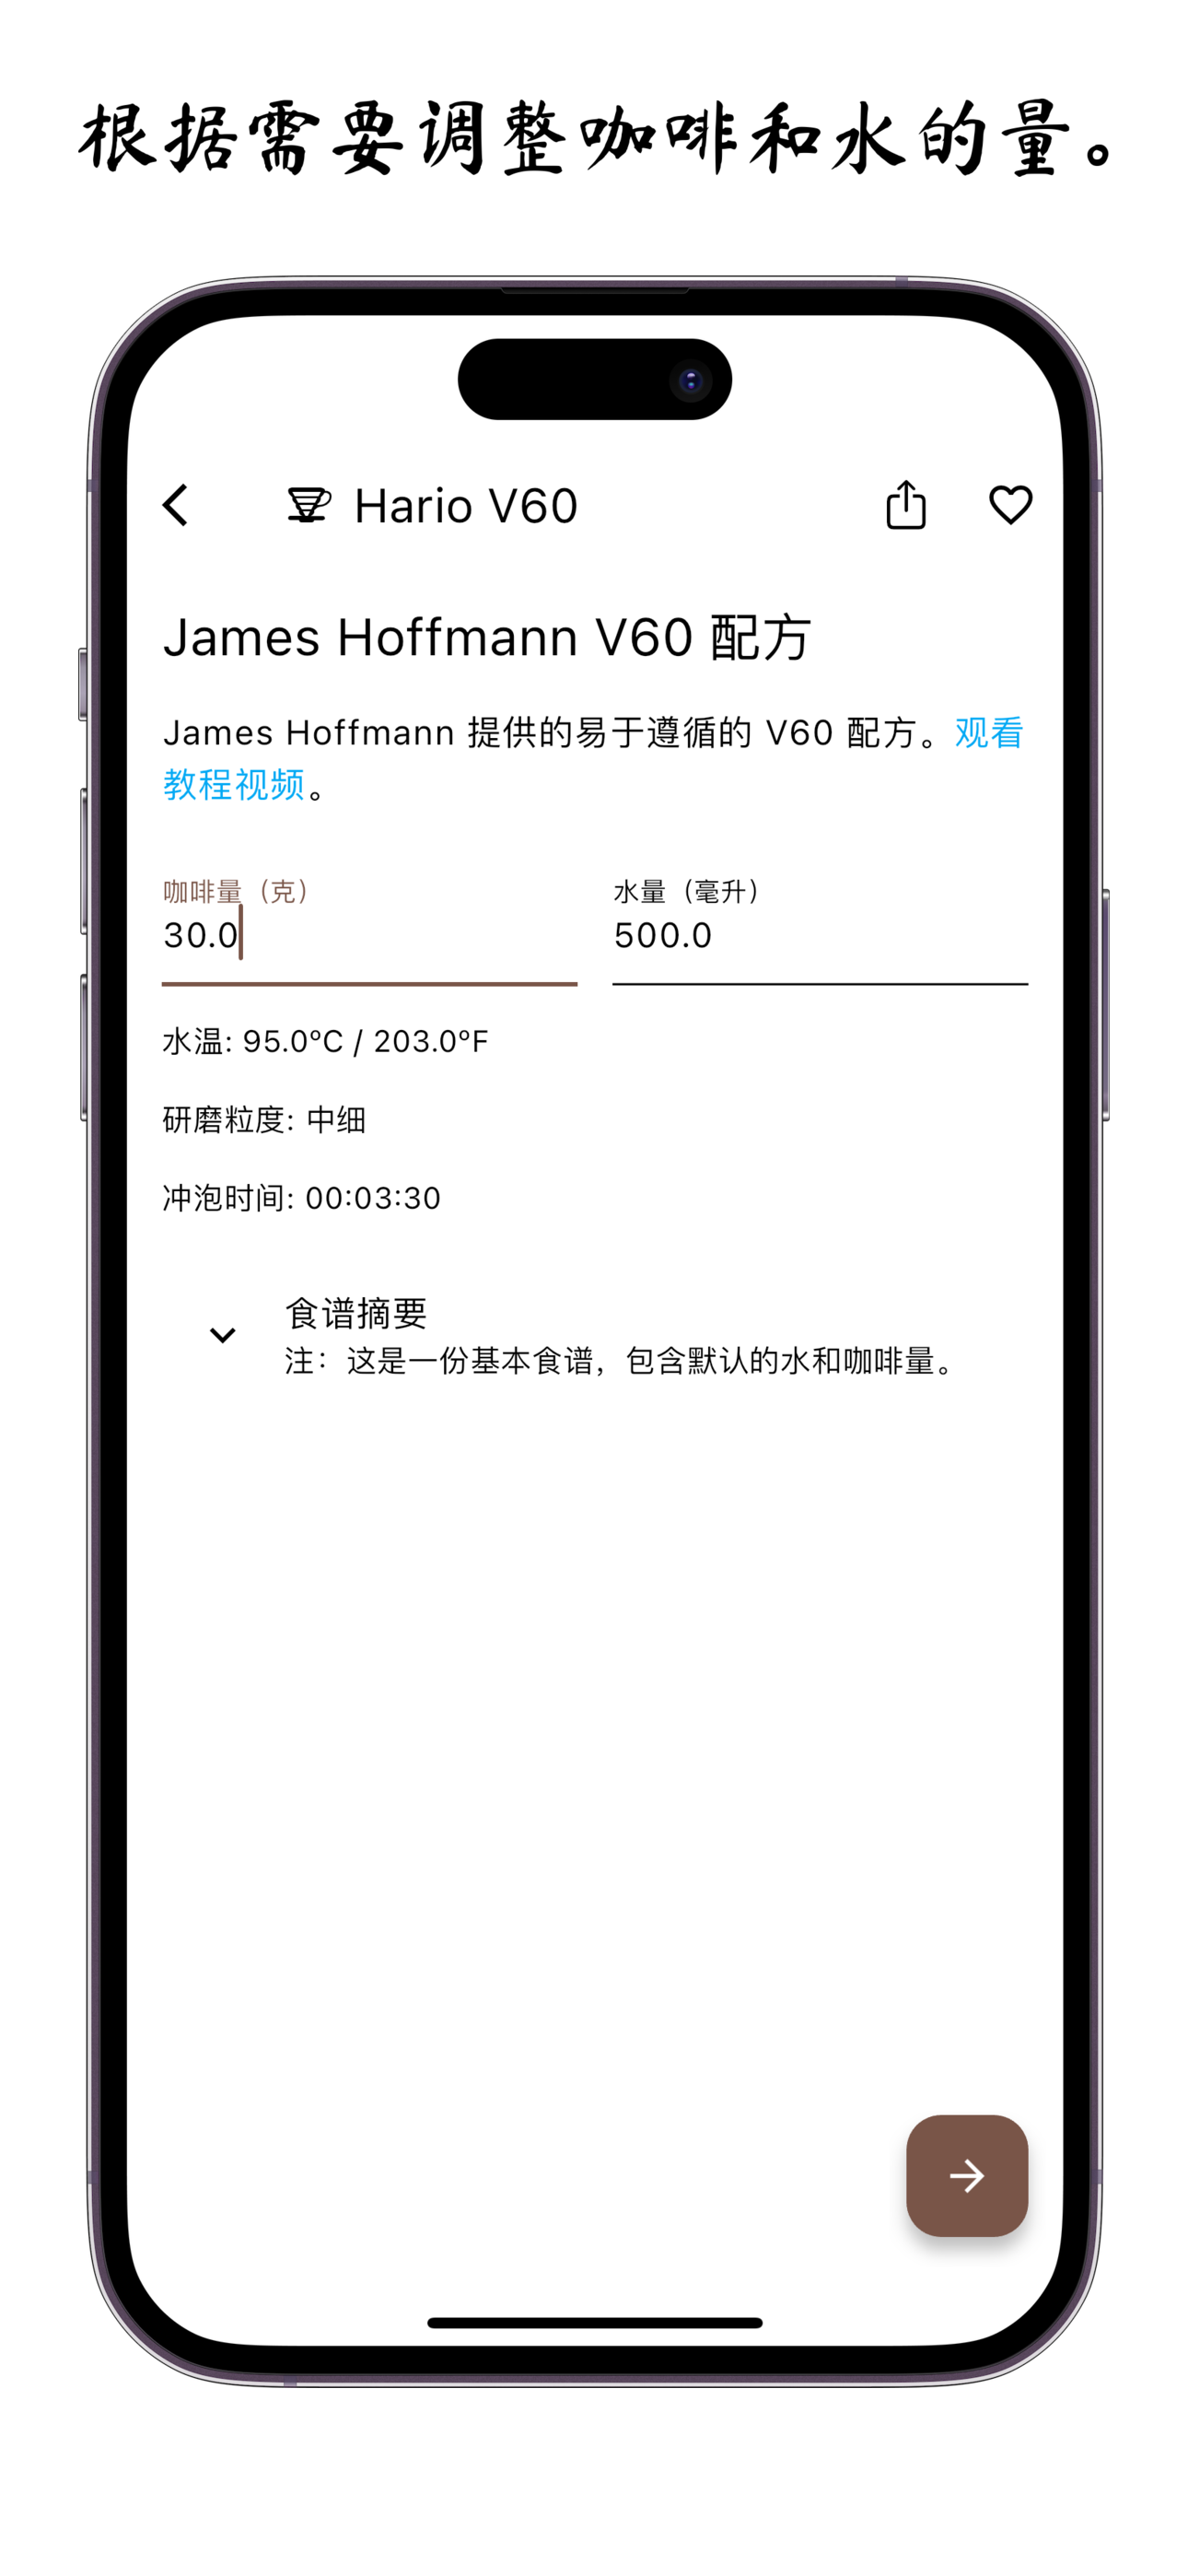 根据需要调整咖啡和水的量。
Hario V60
James Hoffmann V60 配方
James Hoffmann 提供的易于遵循的 V60 配方。观看
教程视频。
咖啡量（克）
30.0
水量（毫升）
500.0
水温: 95.0ºC / 203.0ºF
研磨粒度: 中细
冲泡时间: 00:03:30
食谱摘要
注：这是一份基本食谱，包含默认的水和咖啡量。